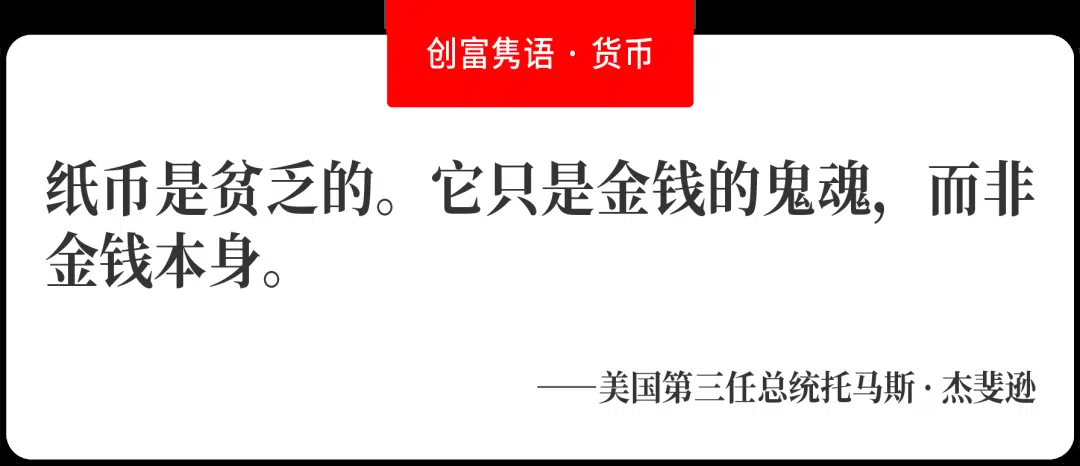 创富隽语 · 货币
纸币是贫乏的。它只是金钱的鬼魂，而非
金钱本身。
——美国第三任总统托马斯 · 杰斐逊